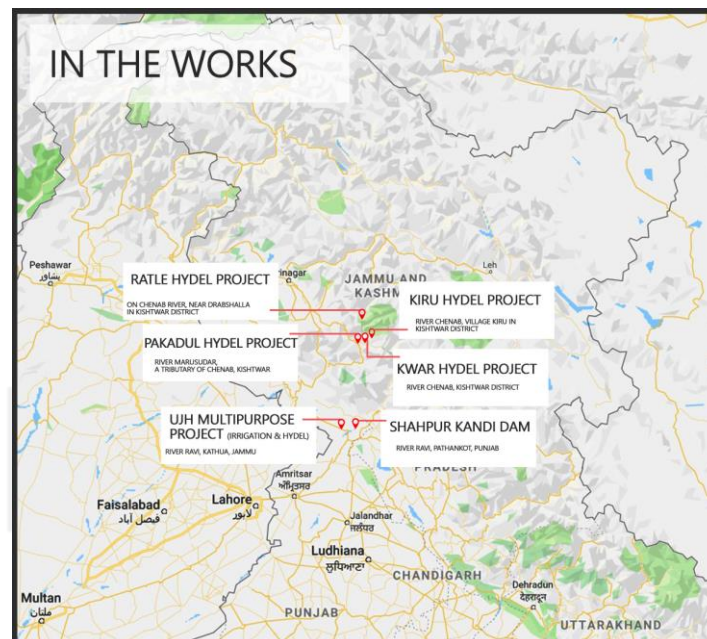 IN THE WORKS
Peshawar
پشاور
rinagar
Leh
JAMMU AND
KASHM
RATLE HYDEL PROJECT
ON CHENAB RIVER, NEAR DRABSHALLA
IN KISHTWAR DISTRICT
KIRU HYDEL PROJECT
RIVER CHENAB, VILLAGE KIRU IN
KISHTWAR DISTRICT
PAKADUL HYDEL PROJECT
RIVER MARUSUDAR,
A TRIBUTARY OF CHENAB, KISHTWAR
KWAR HYDEL PROJECT
RIVER CHENAB, KISHTWAR DISTRICT
UJH MULTIPURPOSE
PROJECT (IRRIGATION & HYDEL)
RIVER RAVI, KATHUA, JAMMU
SHAHPUR KANDI DAM
RIVER RAVI, PATHANKOT, PUNJAB
PRADESH
Amritsar
ਅੰਮ੍ਰਿਤਸਰ
Faisalabad
فیصل آباد
Lahore
لاہور
Jalandhar
ਜਲੰਧਰ
Ludhiana
ਲੁਧਿਆਣਾ
CHANDIGARH
Dehradun
देहरादून
Multan
ملتان
PUNJAB
UTTARAKHAND